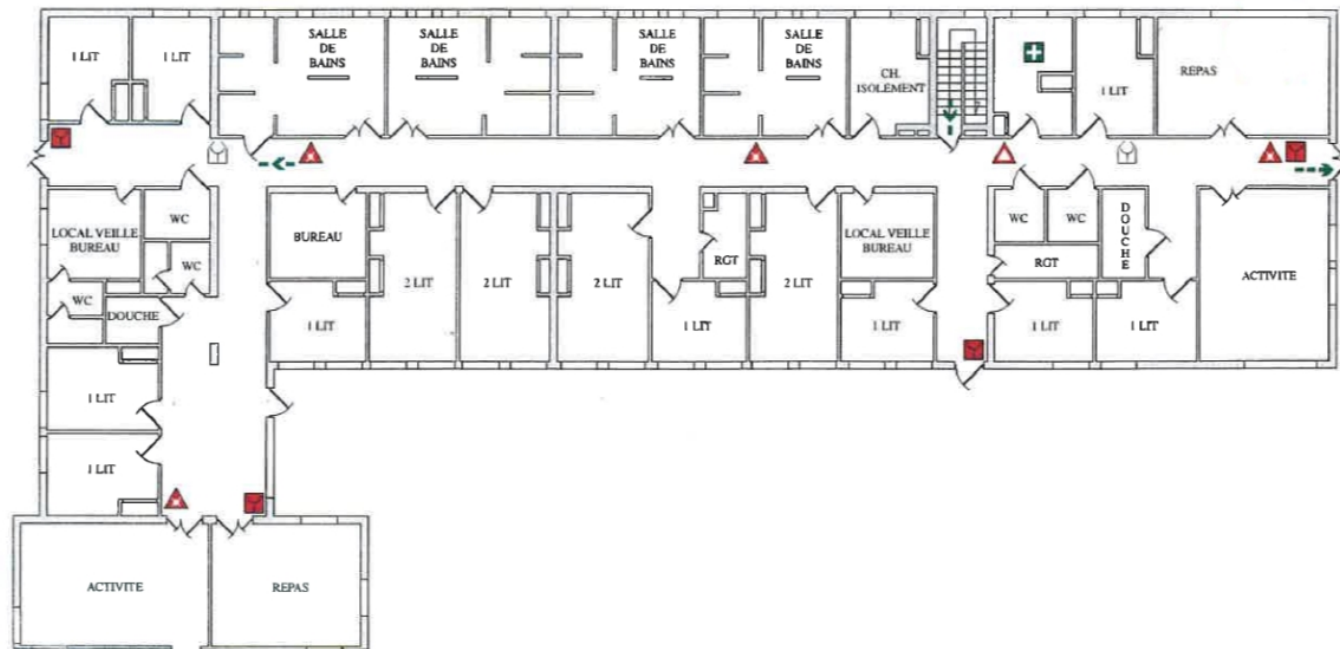 1 LIT
1 LIT
SALLE
DE
BAINS
SALLE
DE
BAINS
SALLE
DE
BAINS
SALLE
DE
BAINS
CH.
ISOLEMENT
1 LIT
REPAS
LOCAL VEILLE
BUREAU
WC
WC
WC
DOUCHE
BUREAU
1 LIT
2 LIT
2 LIT
2 LIT
RGT
1 LIT
2 LIT
LOCAL VEILLE
BUREAU
1 LIT
WC
WC
DOUCHE
RGT
1 LIT
1 LIT
ACTIVITE
1 LIT
1 LIT
ACTIVITE
REPAS